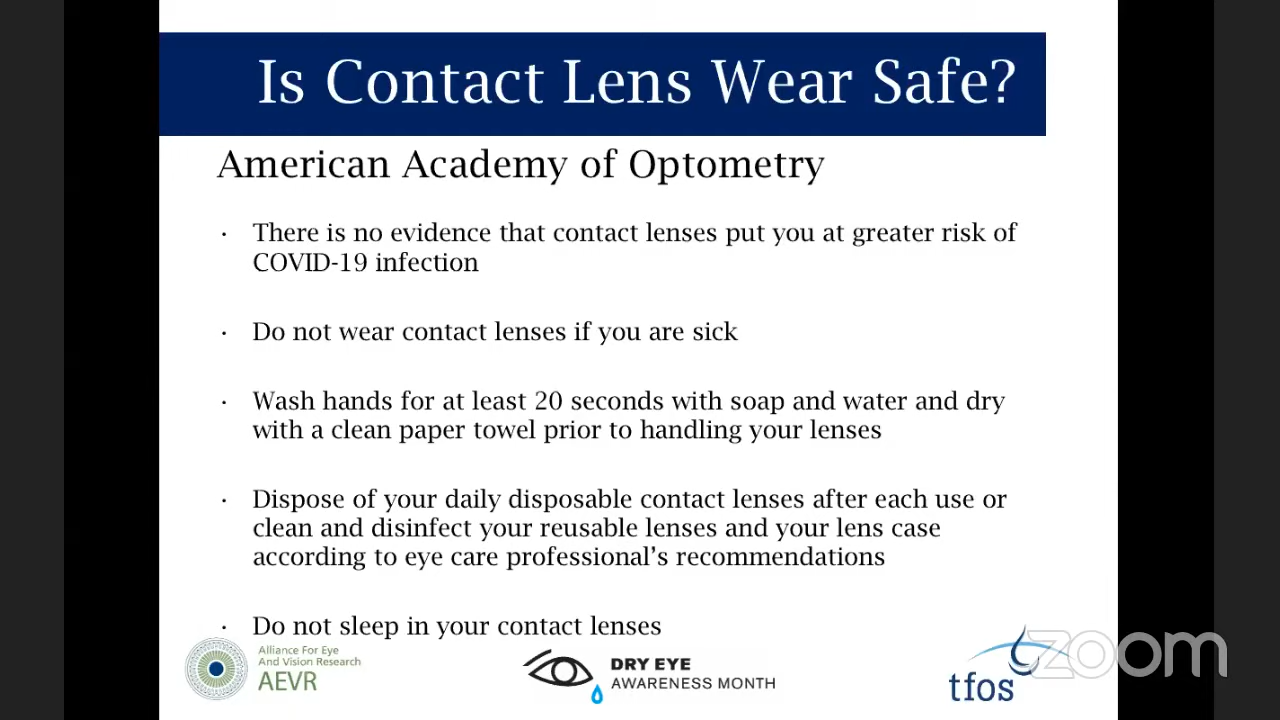 Is Contact Lens Wear Safe?
American Academy of Optometry
· There is no evidence that contact lenses put you at greater risk of
COVID-19 infection
· Do not wear contact lenses if you are sick
· Wash hands for at least 20 seconds with soap and water and dry
with a clean paper towel prior to handling your lenses
· Dispose of your daily disposable contact lenses after each use or
clean and disinfect your reusable lenses and your lens case
according to eye care professional’s recommendations
· Do not sleep in your contact lenses
Alliance For Eye
And Vision Research
AEVR
DRY EYE
AWARENESS MONTH
tfos
zoom